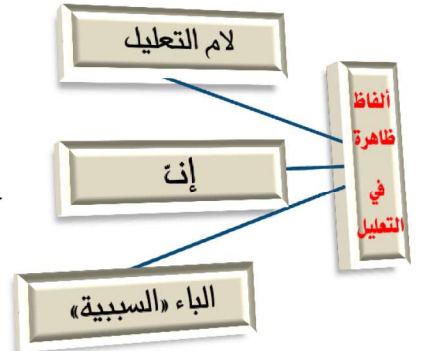 ألفاظ
ظاهرة
في
التعليل
لام التعليل
إنّ
الباء «السببية»